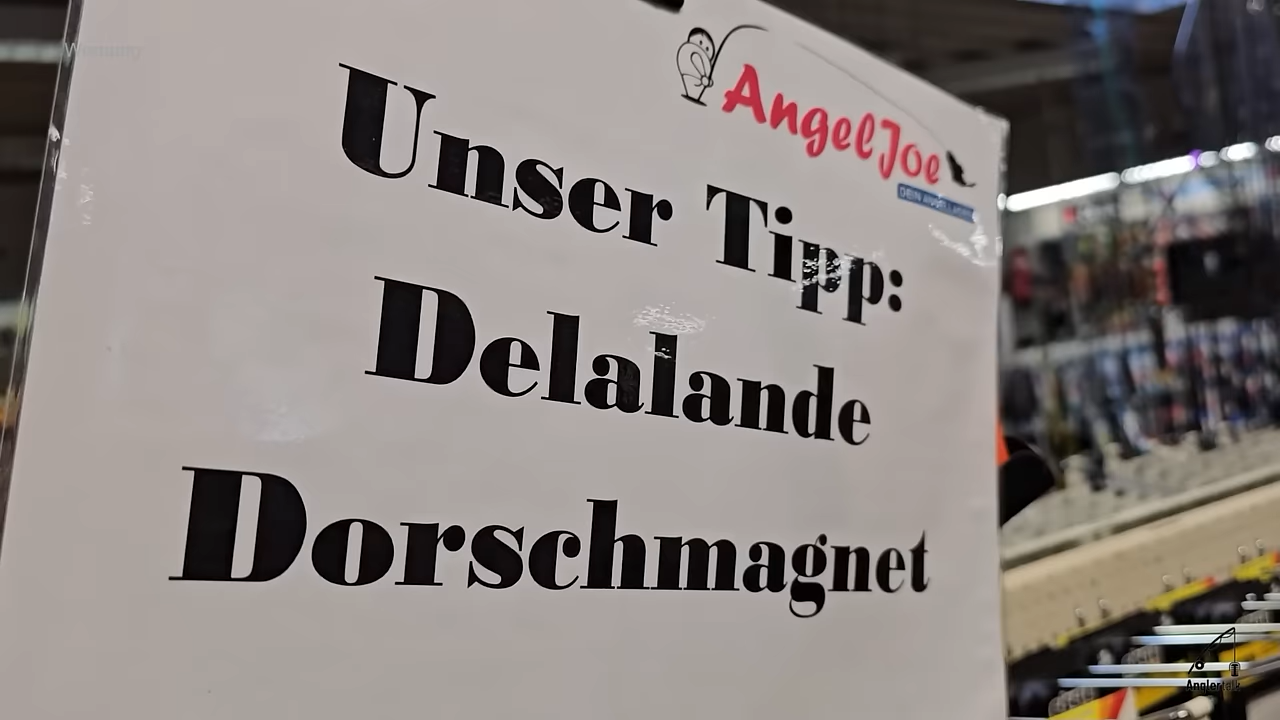 AngelJoe
Unser Tipp:
Delalande
Dorschmagnet
Anglertalk